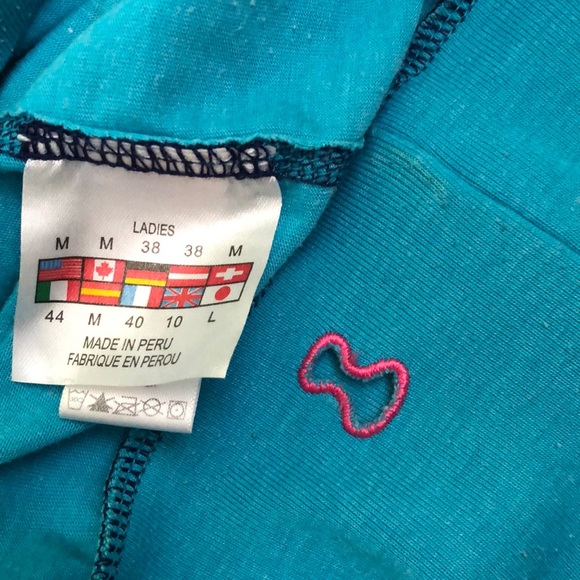 LADIES
M M 38 38 M
44 M 40 10 L
MADE IN PERU
FABRIQUE EN PEROU